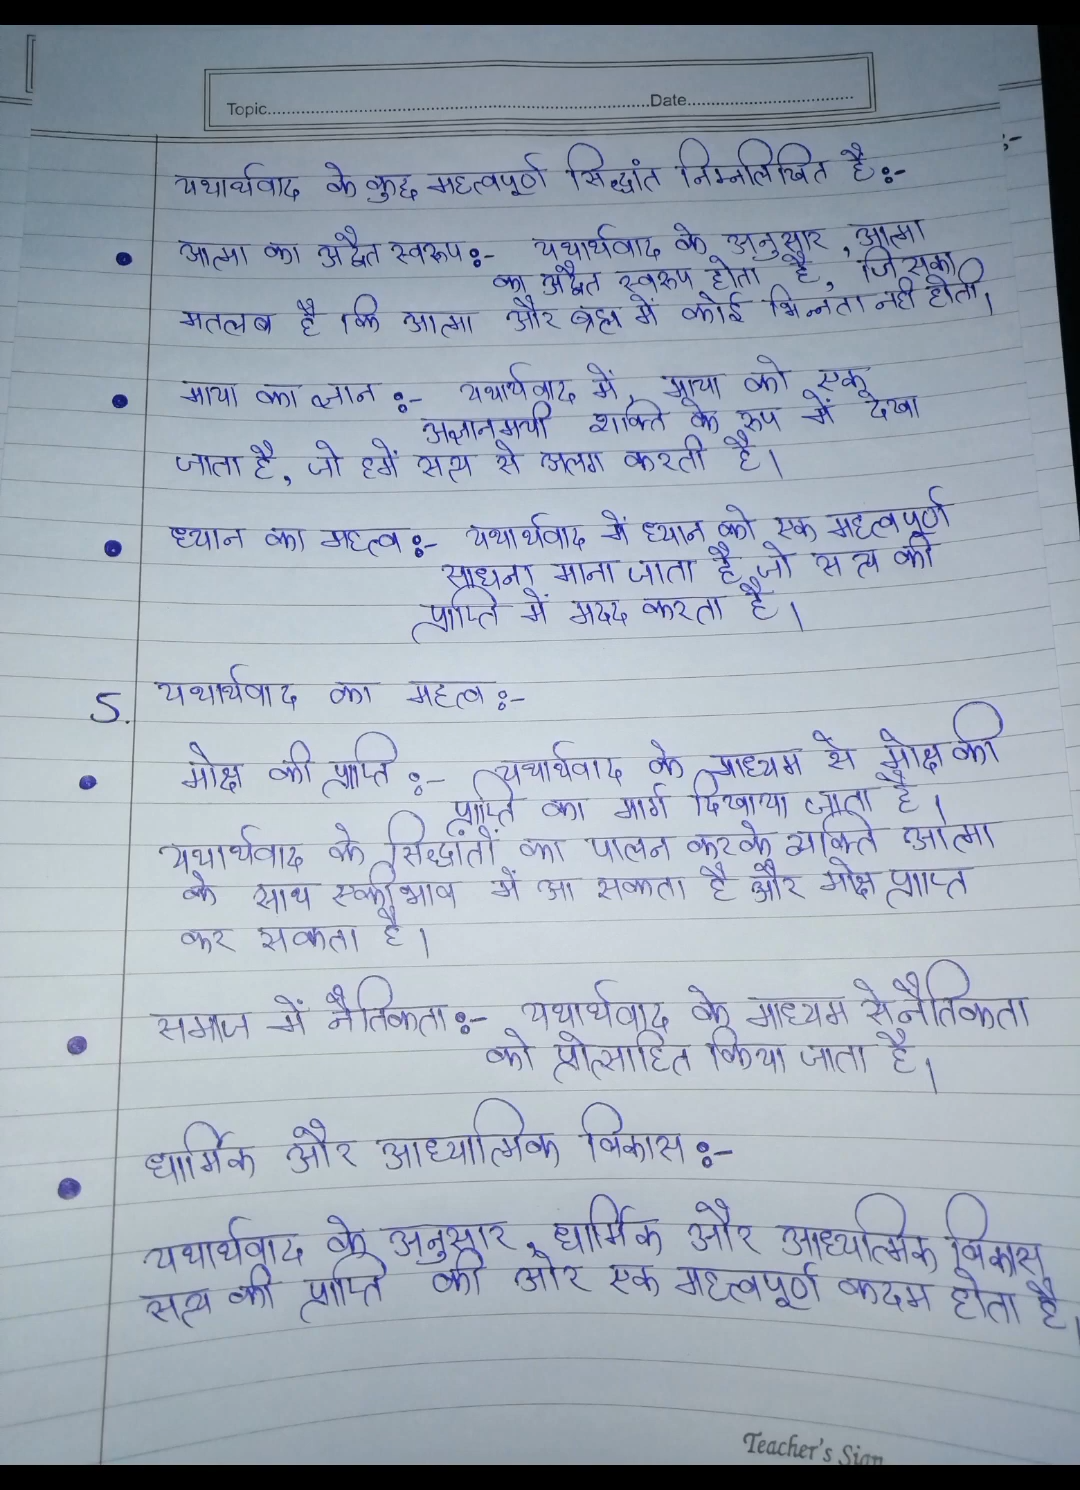 Topic..............Date..............
यथार्थवाद के कुछ महत्वपूर्ण सिद्धांत निम्नलिखित है:-
आत्मा का अद्वैत स्वरूप:- यथार्थवाद के अनुसार, आत्मा
का अद्वैत स्वरूप होता है, जिसका
मतलब है कि आत्मा और ब्रह्म में कोई भिन्नता नहीं होती।
माया का ज्ञान :- यथार्थवाद में, माया को एक
अज्ञानमयी शक्ति के रूप में देखा
जाता है, जो हमें सत्य से अलग करती है।
ध्यान का महत्व:- यथार्थवाद में ध्यान को एक महत्वपूर्ण
साधना माना जाता है जो सत्य की
प्राप्ति में मदद करता है।
5. यथार्थवाद का महत्व:-
मोक्ष की प्राप्ति :- यथार्थवाद के माध्यम से मोक्ष की
प्राप्ति का मार्ग दिखाया जाता है।
यथार्थवाद के सिद्धांतों का पालन करके व्यक्ति आत्मा
के साथ एकीभाव में आ सकता है और मोक्ष प्राप्त
कर सकता है।
समाज में नैतिकता:- यथार्थवाद के माध्यम से नैतिकता
को प्रोत्साहित किया जाता है।
धार्मिक और आध्यात्मिक विकास:-
यथार्थवाद के अनुसार, धार्मिक और आध्यत्मिक विकास
सत्य की प्राप्ति की ओर एक महत्वपूर्ण कदम होता है।
Teacher's Sign